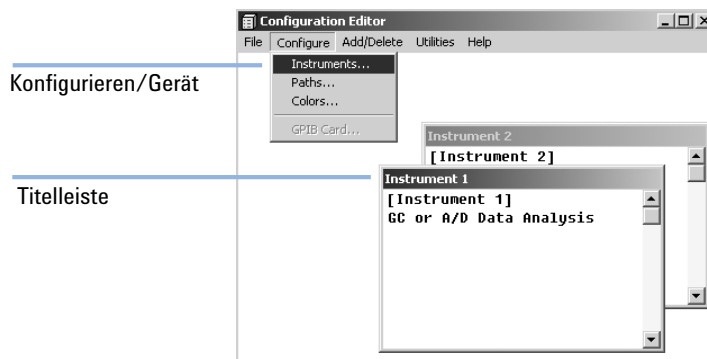 Configuration Editor
File Configure Add/Delete Utilities Help
Konfigurieren/Gerät
Instruments...
Paths...
Colors...
GPIB Card...
Instrument 2
[Instrument 2]
Titelleiste
Instrument 1
[Instrument 1]
GC or A/D Data Analysis